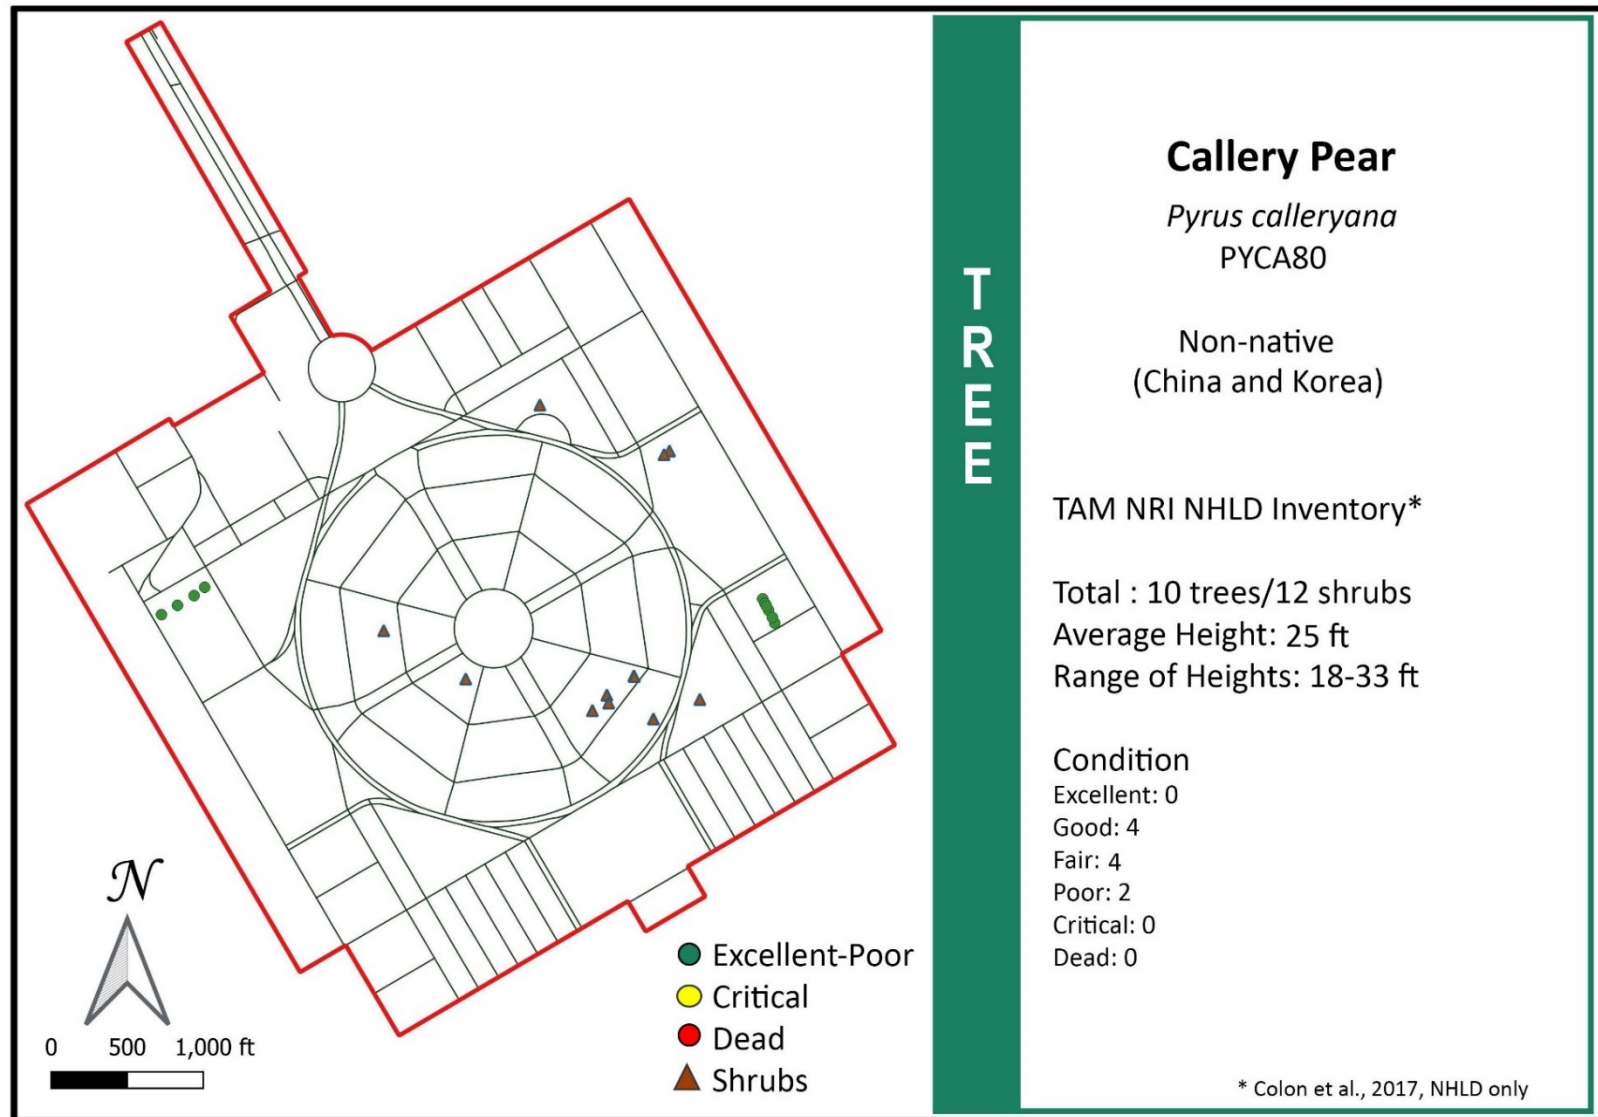 N
0 500 1,000 ft
Excellent-Poor
Critical
Dead
Shrubs
TREE
Callery Pear
Pyrus calleryana
PYCA80
Non-native
(China and Korea)
TAM NRI NHLD Inventory*
Total : 10 trees/12 shrubs
Average Height: 25 ft
Range of Heights: 18-33 ft
Condition
Excellent: 0
Good: 4
Fair: 4
Poor: 2
Critical: 0
Dead: 0
* Colon et al., 2017, NHLD only